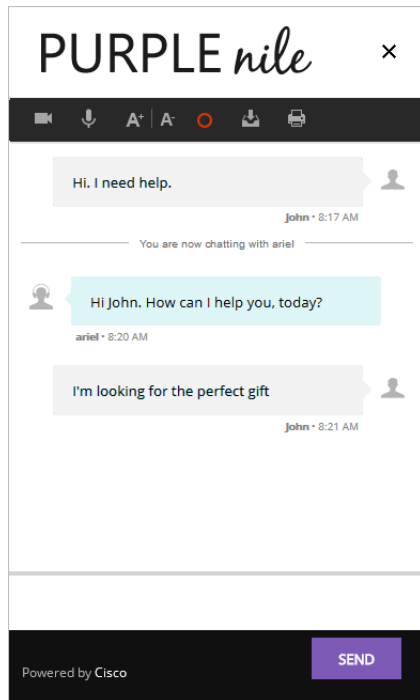 PURPLE nile
A+ | A-
Hi. I need help.
John • 8:17 AM
You are now chatting with ariel
Hi John. How can I help you, today?
ariel • 8:20 AM
I'm looking for the perfect gift
John • 8:21 AM
SEND
Powered by Cisco